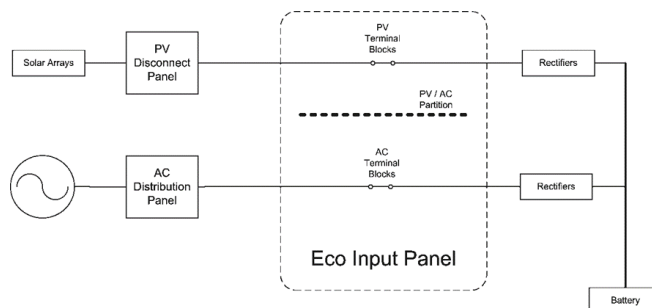 Solar Arrays
PV
Disconnect
Panel
PV
Terminal
Blocks
Rectifiers
PV / AC
Partition
AC
Distribution
Panel
AC
Terminal
Blocks
Rectifiers
Eco Input Panel
Battery